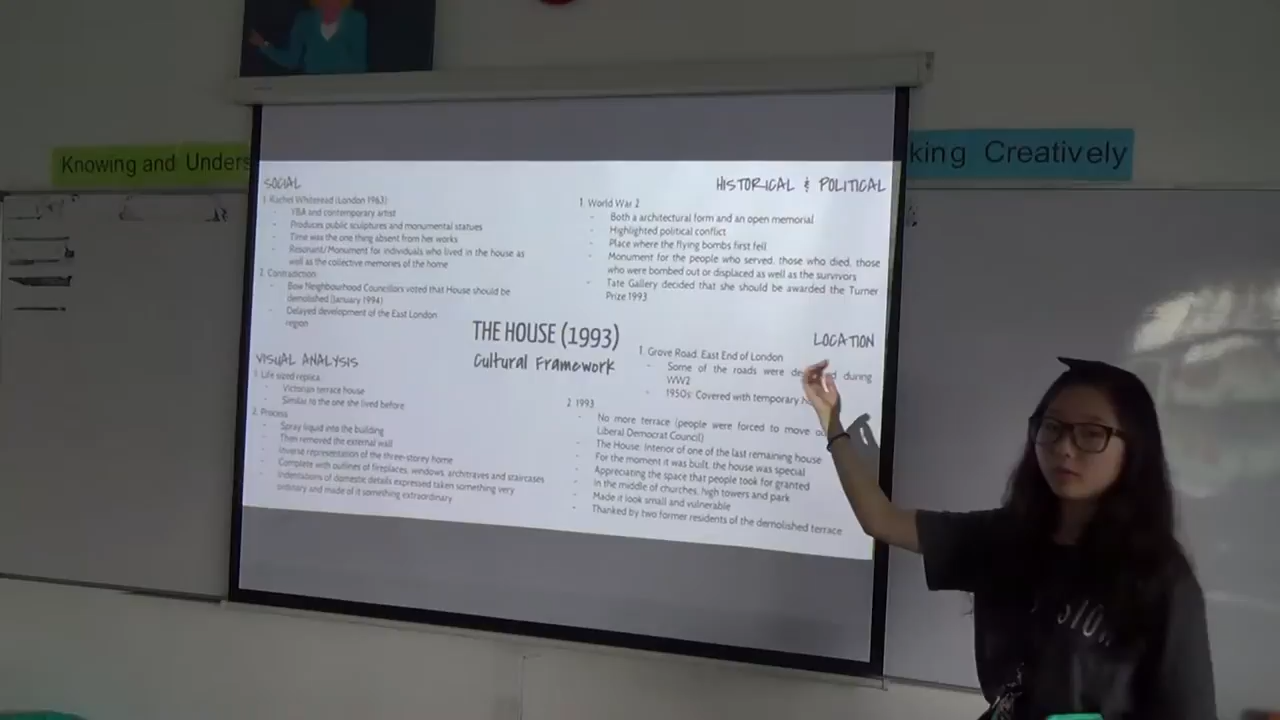 Knowing and Unders
king Creatively
SOCIAL
1. Rachel Whiteread (London 1963)
- YBA and contemporary artist
- Produces public sculptures and monumental statues
- Time was the one thing absent from her works
- Resonant/Monument for individuals who lived in the house as
well as the collective memories of the home
2. Contradiction
- Bow Neighbourhood Councillors voted that House should be
demolished (January 1994)
- Delayed development of the East London
region
HISTORICAL & POLITICAL
1. World War 2
- Both a architectural form and an open memorial
- Highlighted political conflict
- Place where the flying bombs first fell
- Monument for the people who served, those who died, those
who were bombed out or displaced as well as the survivors
- Tate Gallery decided that she should be awarded the Turner
Prize 1993
THE HOUSE (1993)
Cultural Framework
VISUAL ANALYSIS
1. Life sized replica
- Victorian terrace house
- Similar to the one she lived before
2. Process
- Spray liquid into the building
- Then removed the external wall
- Inverse representation of the three-storey home
- Complete with outlines of fireplaces, windows, architraves and staircases
- Indentations of domestic details expressed taken something very
ordinary and made of it something extraordinary
LOCATION
1. Grove Road, East End of London
- Some of the roads were during
WW2
- 1950s: Covered with temporary
2. 1993
- No more terrace (people were forced to move
Liberal Democrat Council)
- The House: Interior of one of the last remaining house
- For the moment it was built, the house was special
- Appreciating the space that people took for granted
- In the middle of churches, high towers and park
- Made it look small and vulnerable
- Thanked by two former residents of the demolished terrace